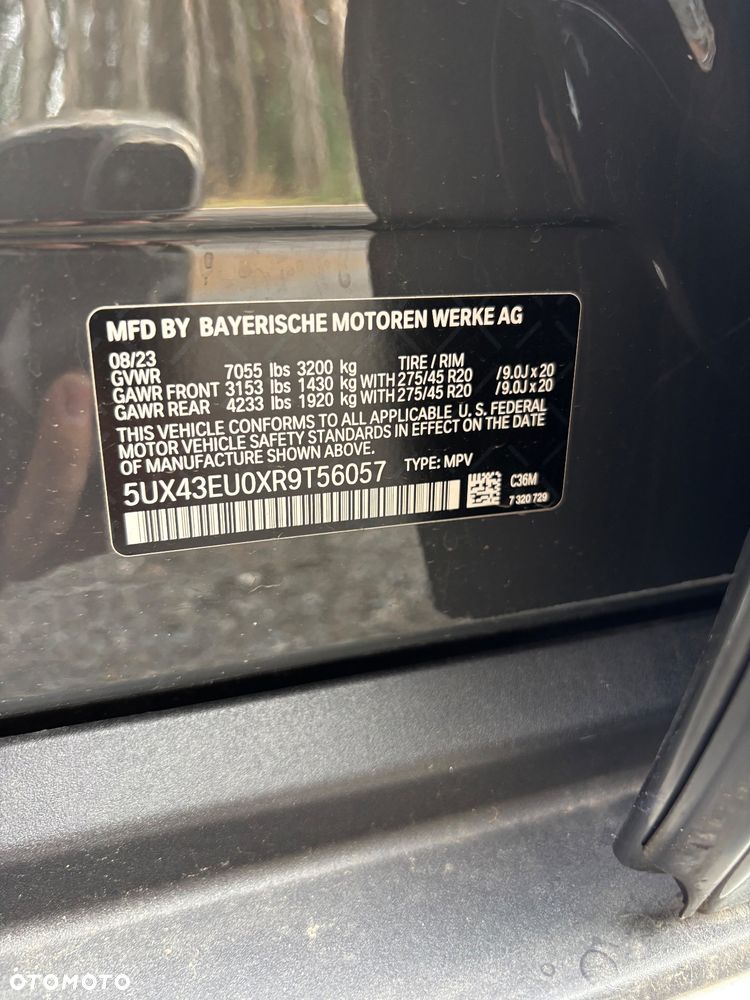 MFD BY BAYERISCHE MOTOREN WERKE AG
08/23 TIRE / RIM
GVWR 7055 lbs 3200 kg
GAWR FRONT 3153 lbs 1430 kg WITH 275/45 R20 /9.0J x 20
GAWR REAR 4233 lbs 1920 kg WITH 275/45 R20 /9.0J x 20
THIS VEHICLE CONFORMS TO ALL APPLICABLE U.S. FEDERAL
MOTOR VEHICLE SAFETY STANDARDS IN EFFECT ON THE DATE
OF MANUFACTURE SHOWN ABOVE.
5UX43EU0XR9T56057 TYPE: MPV
C36M
7 320 729
OTOMOTO